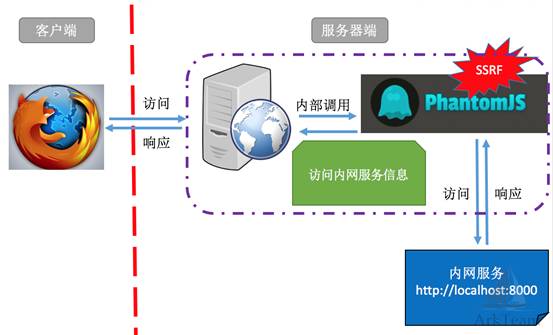 客户端
服务器端
SSRF
访问
响应
内部调用
PhantomJS
访问内网服务信息
访问
响应
内网服务
http://localhost:8000
ArkTeam